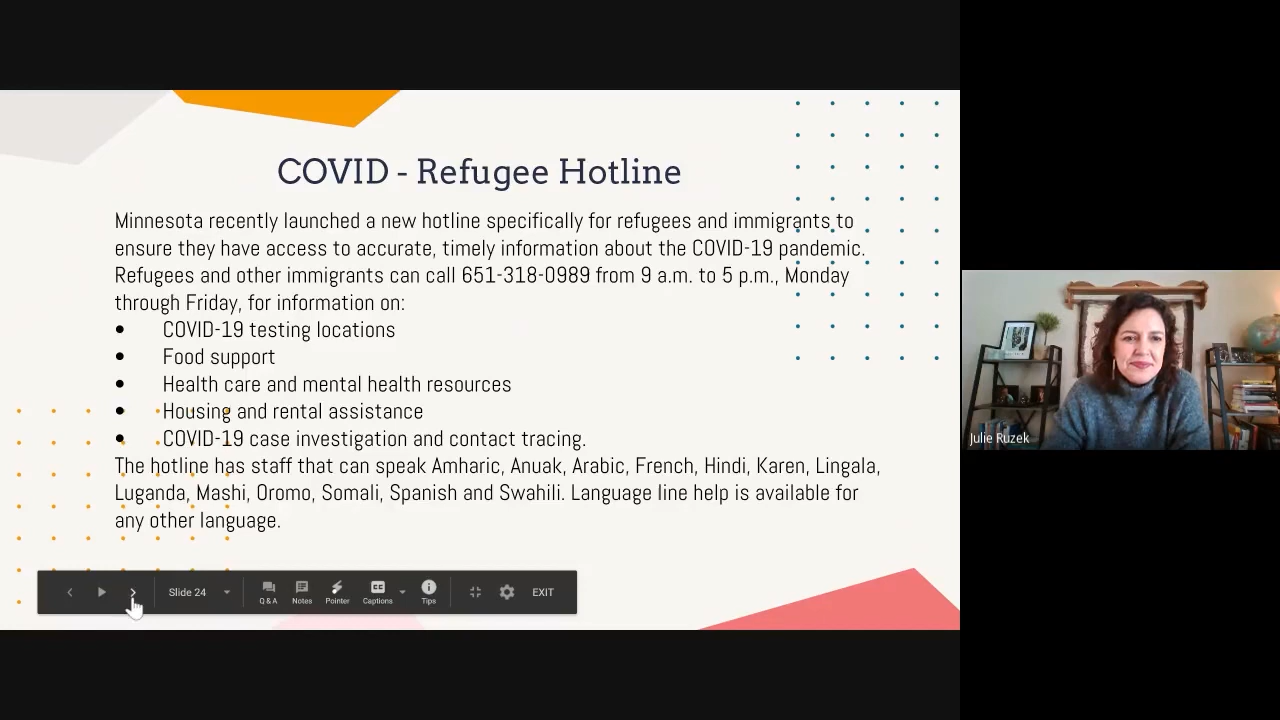 COVID - Refugee Hotline
Minnesota recently launched a new hotline specifically for refugees and immigrants to
ensure they have access to accurate, timely information about the COVID-19 pandemic.
Refugees and other immigrants can call 651-318-0989 from 9 a.m. to 5 p.m., Monday
through Friday, for information on:
● COVID-19 testing locations
● Food support
● Health care and mental health resources
● Housing and rental assistance
● COVID-19 case investigation and contact tracing.
The hotline has staff that can speak Amharic, Anuak, Arabic, French, Hindi, Karen, Lingala,
Luganda, Mashi, Oromo, Somali, Spanish and Swahili. Language line help is available for
any other language.
Slide 24 Q & A Notes Pointer CC Captions Tips EXIT
Julie Ruzek